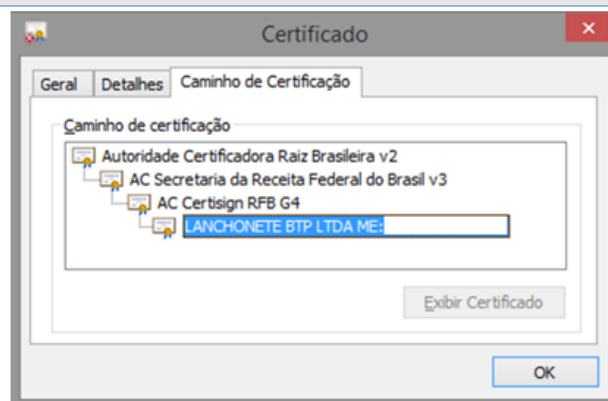 Certificado
Geral
Detalhes
Caminho de Certificação
Caminho de certificação
Autoridade Certificadora Raiz Brasileira v2
AC Secretaria da Receita Federal do Brasil v3
AC Certisign RFB G4
LANCHONETE BTP LTDA ME:
Exibir Certificado
OK